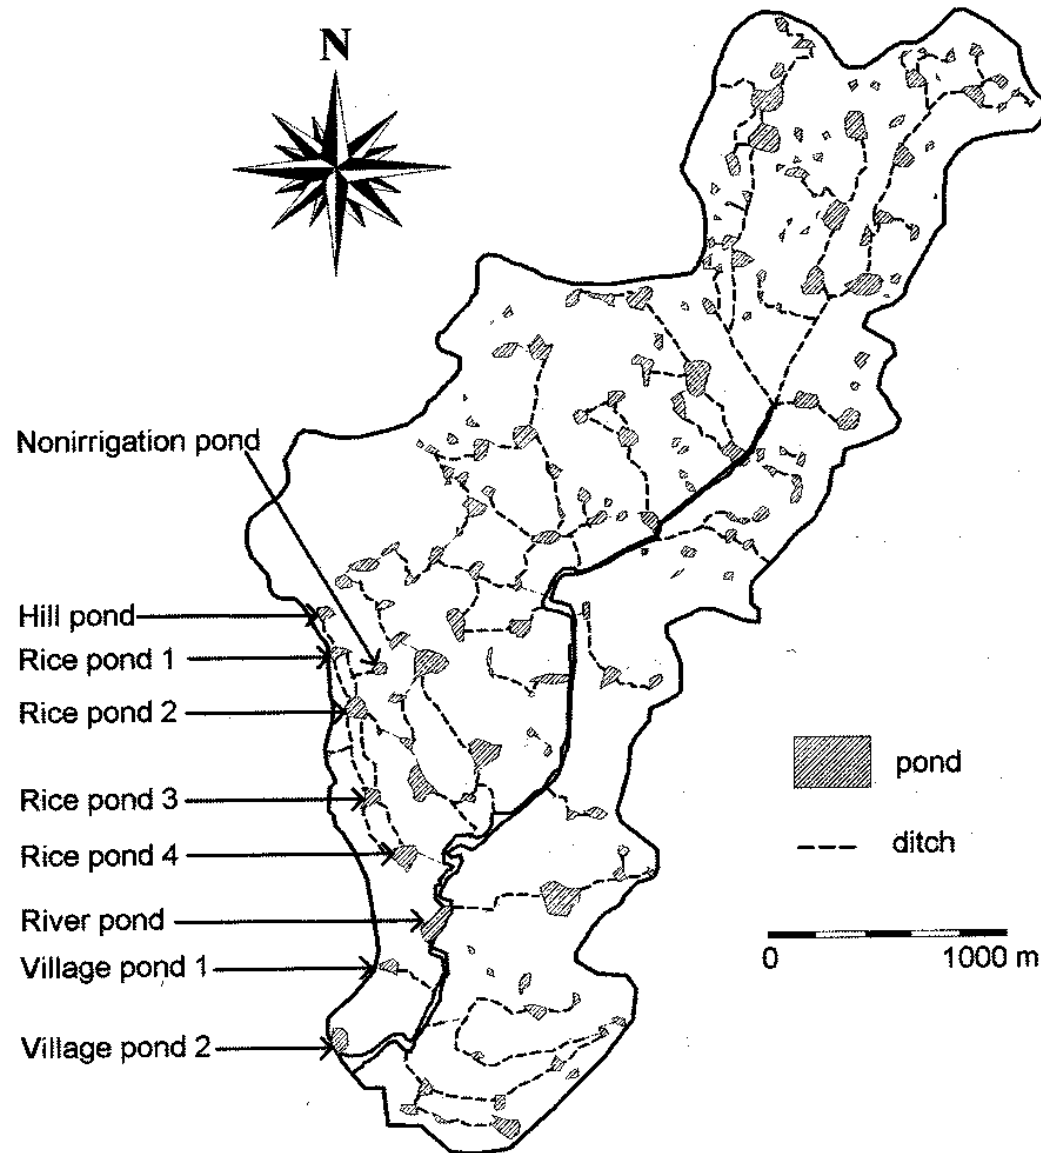 N
Nonirrigation pond
Hill pond
Rice pond 1
Rice pond 2
Rice pond 3
Rice pond 4
River pond
Village pond 1
Village pond 2
pond
ditch
0 1000 m